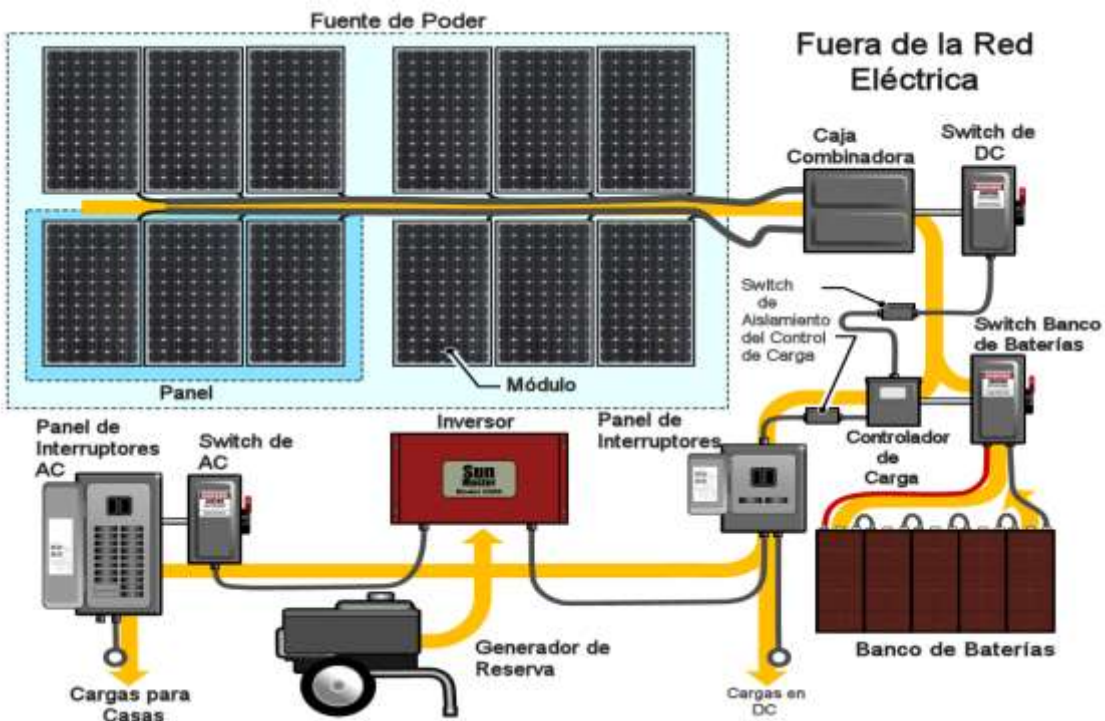 Fuente de Poder
Fuera de la Red
Eléctrica
Caja
Combinadora
Switch de
DC
Switch
de
Aislamiento
del Control
de Carga
Switch Banco
de Baterías
Panel
Módulo
Panel de
Interruptores
AC
Switch de
AC
Inversor
Sun
Master
Panel de
Interruptores
Controlador
de
Carga
Generador de
Reserva
Banco de Baterías
Cargas para
Casas
Cargas en
DC